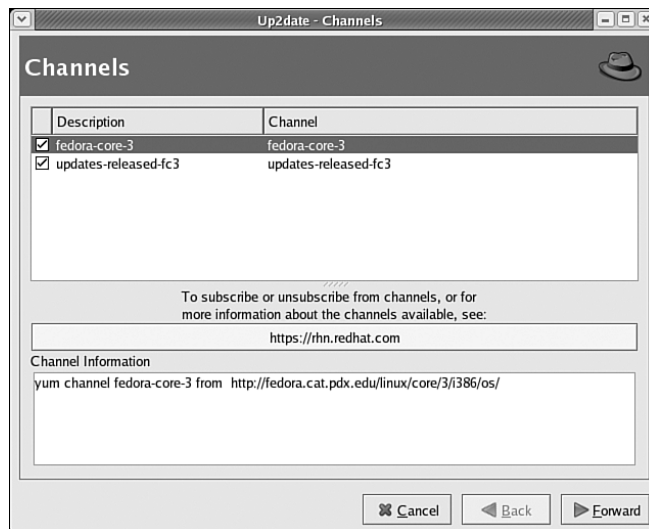 Up2date - Channels
Channels
Description Channel
fedora-core-3 fedora-core-3
updates-released-fc3 updates-released-fc3
To subscribe or unsubscribe from channels, or for
more information about the channels available, see:
https://rhn.redhat.com
Channel Information
yum channel fedora-core-3 from http://fedora.cat.pdx.edu/linux/core/3/i386/os/
Cancel Back Forward